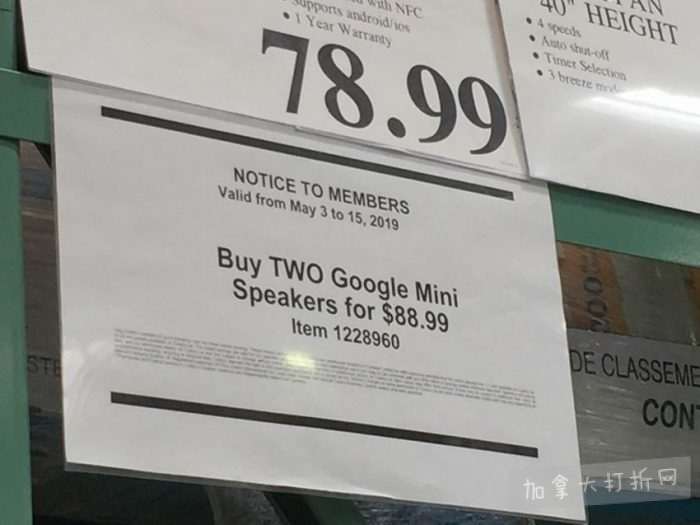 with NFC
Supports android/ios
• 1 Year Warranty
78.99
AN
40" HEIGHT
• 4 speeds
• Auto shut-off
• Timer Selection
• 3 breeze
NOTICE TO MEMBERS
Valid from May 3 to 15, 2019
Buy TWO Google Mini
Speakers for $88.99
Item 1228960
DE CLASSEME
CONT
加拿大打折网